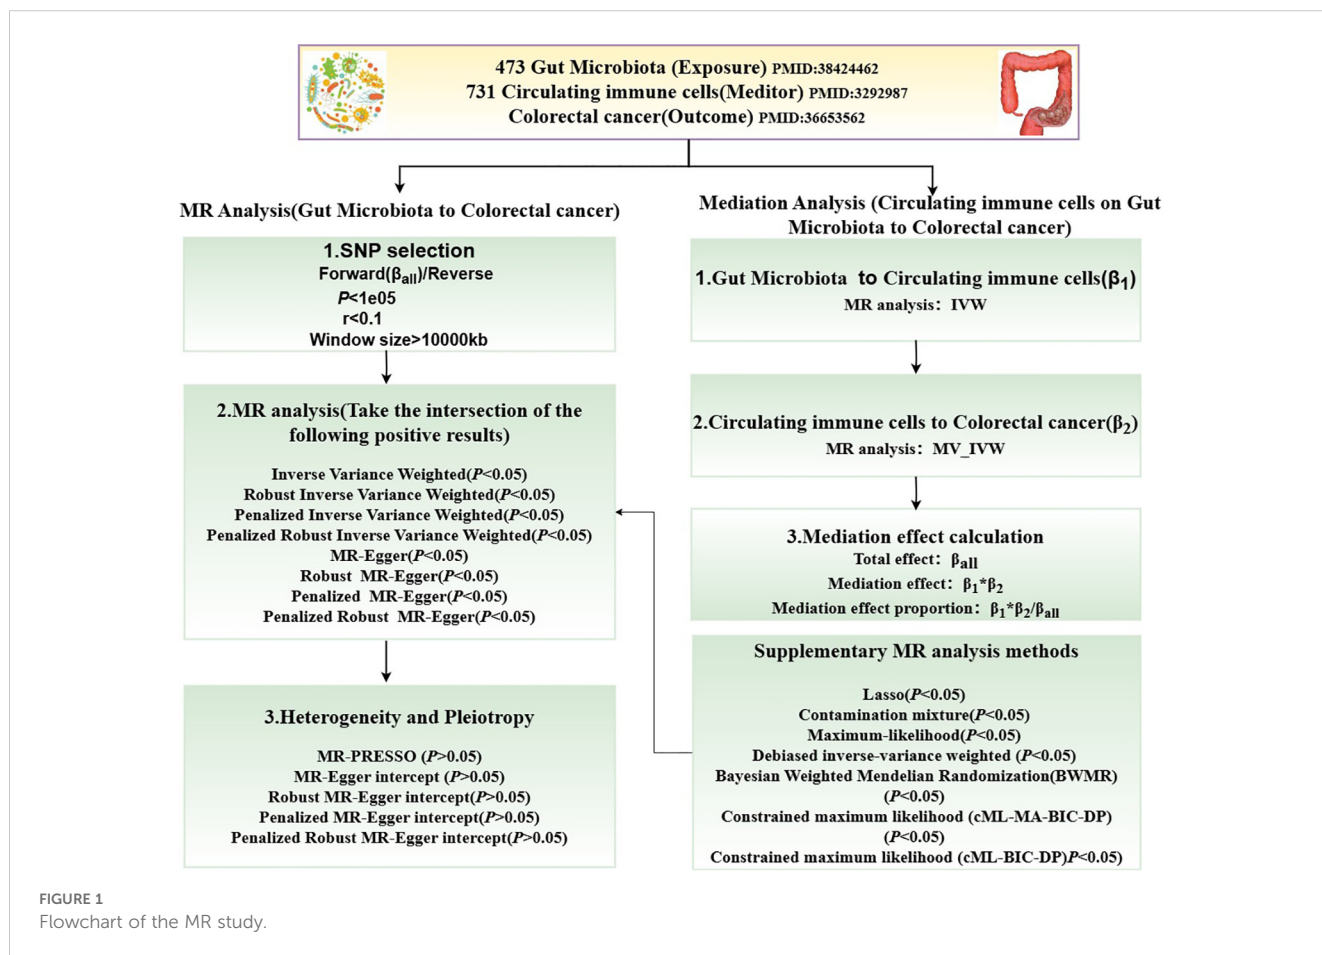 473 Gut Microbiota (Exposure) PMID:38424462
731 Circulating immune cells(Meditor) PMID:3292987
Colorectal cancer(Outcome) PMID:36653562
MR Analysis(Gut Microbiota to Colorectal cancer)
1.SNP selection
Forward(βall)/Reverse
P<1e05
r<0.1
Window size>10000kb
2.MR analysis(Take the intersection of the
following positive results)
Inverse Variance Weighted(P<0.05)
Robust Inverse Variance Weighted(P<0.05)
Penalized Inverse Variance Weighted(P<0.05)
Penalized Robust Inverse Variance Weighted(P<0.05)
MR-Egger(P<0.05)
Robust MR-Egger(P<0.05)
Penalized MR-Egger(P<0.05)
Penalized Robust MR-Egger(P<0.05)
3.Heterogeneity and Pleiotropy
MR-PRESSO (P>0.05)
MR-Egger intercept (P>0.05)
Robust MR-Egger intercept(P>0.05)
Penalized MR-Egger intercept(P>0.05)
Penalized Robust MR-Egger intercept(P>0.05)
Mediation Analysis (Circulating immune cells on Gut
Microbiota to Colorectal cancer)
1.Gut Microbiota to Circulating immune cells(β1)
MR analysis: IVW
2.Circulating immune cells to Colorectal cancer(β2)
MR analysis: MV_IVW
3.Mediation effect calculation
Total effect: βall
Mediation effect: β1*β2
Mediation effect proportion: β1*β2/βall
Supplementary MR analysis methods
Lasso(P<0.05)
Contamination mixture(P<0.05)
Maximum-likelihood(P<0.05)
Debiased inverse-variance weighted (P<0.05)
Bayesian Weighted Mendelian Randomization(BWMR)
(P<0.05)
Constrained maximum likelihood (cML-MA-BIC-DP)
(P<0.05)
Constrained maximum likelihood (cML-BIC-DP)P<0.05)
FIGURE 1
Flowchart of the MR study.